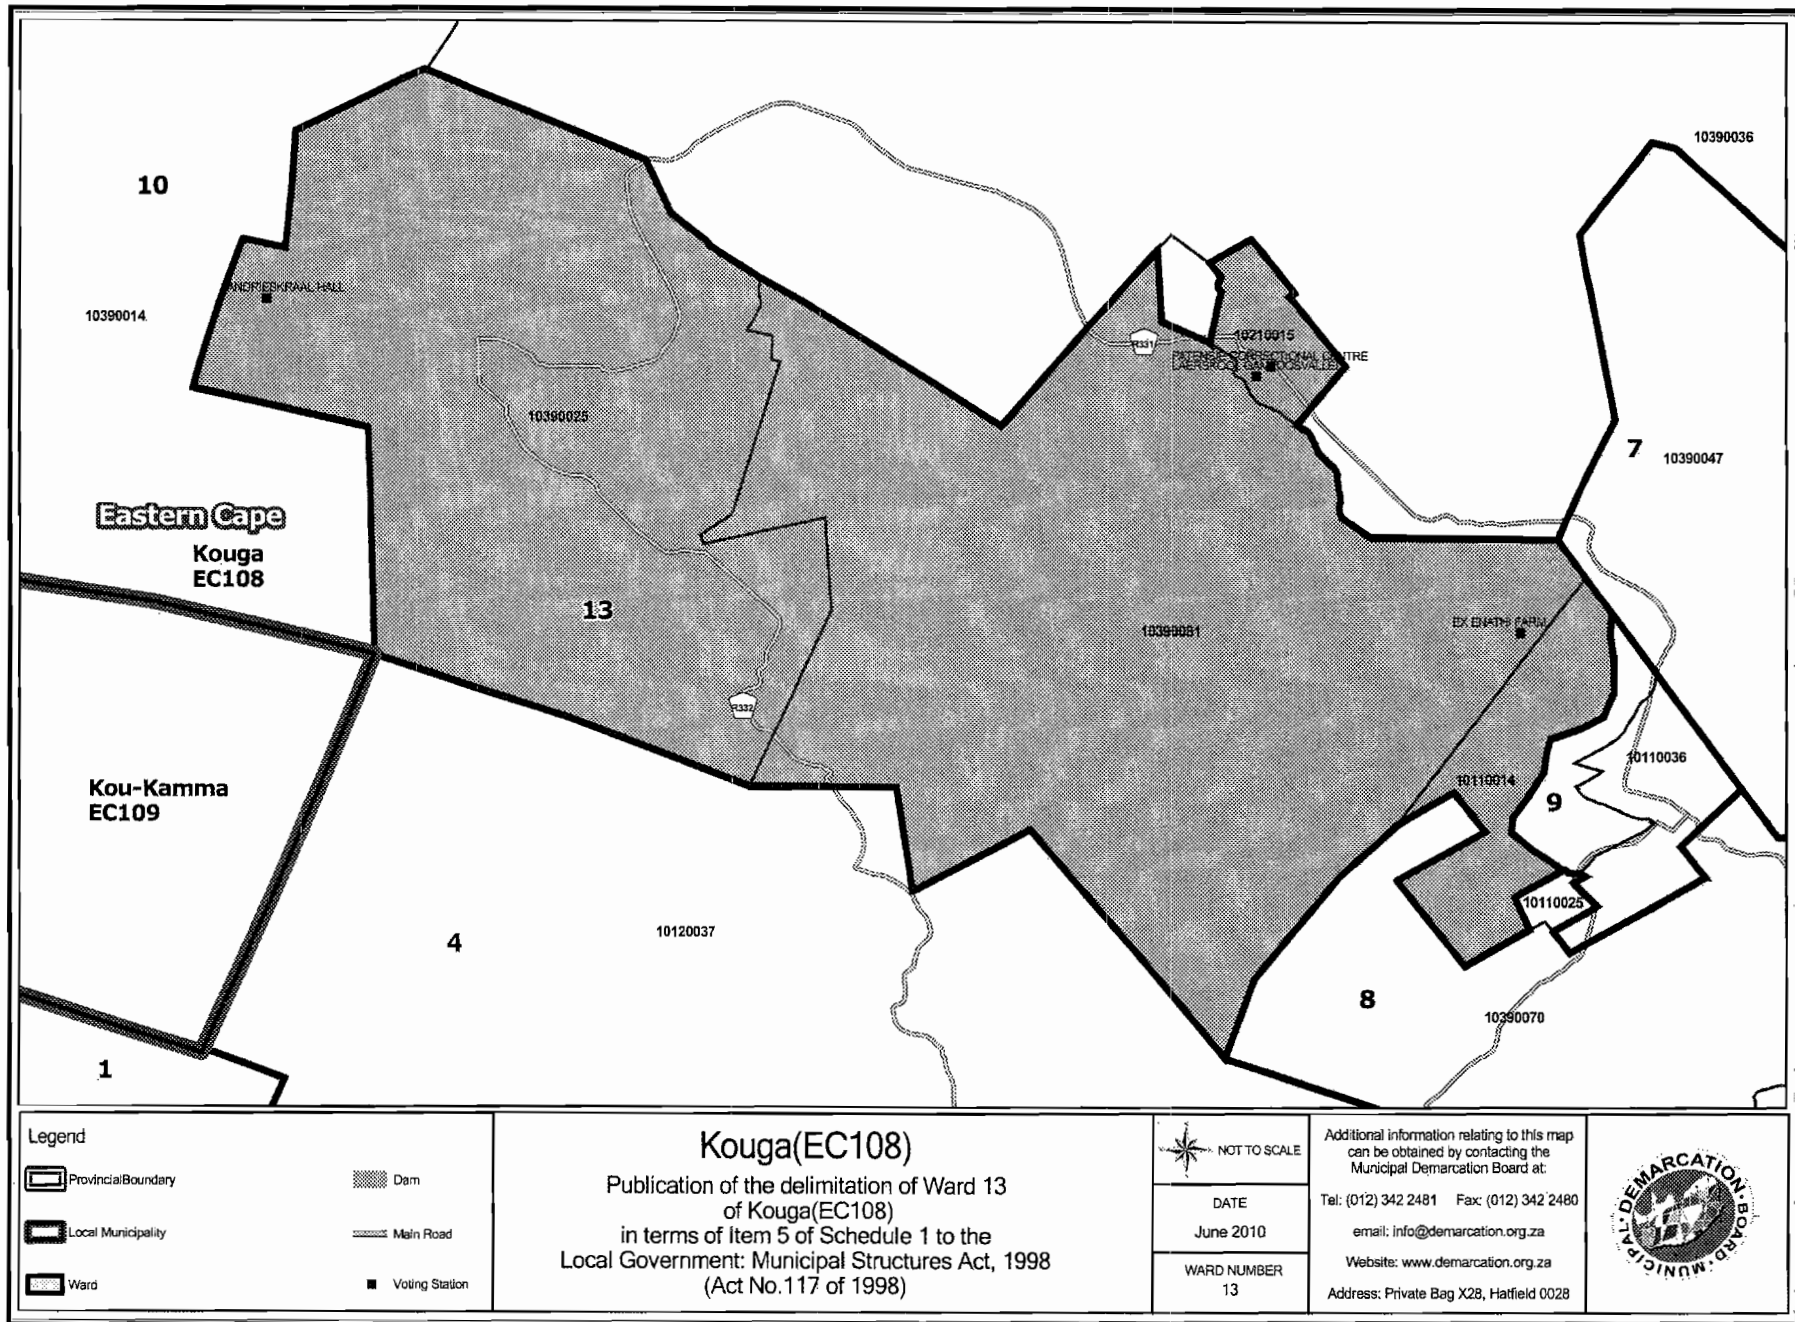 10390036
10
ANDRIESKRAAL HALL
10390014
R331
10210015
PATENSIE CORRECTIONAL CENTRE
LAERSKOOL GAMTOOSVALLEI
10390025
7
10390047
Eastern Cape
Kouga
EC108
13
10390081
EX ENATHI FARM
R332
Kou-Kamma
EC109
10110036
10110014
9
10110025
4
10120037
8
10390070
1
Legend
Provincial Boundary
Dam
Local Municipality
Main Road
Ward
Voting Station
Kouga(EC108)
Publication of the delimitation of Ward 13
of Kouga(EC108)
in terms of Item 5 of Schedule 1 to the
Local Government: Municipal Structures Act, 1998
(Act No.117 of 1998)
NOT TO SCALE
DATE
June 2010
WARD NUMBER
13
Additional information relating to this map
can be obtained by contacting the
Municipal Demarcation Board at:
Tel: (012) 342 2481 Fax: (012) 342 2480
email: info@demarcation.org.za
Website: www.demarcation.org.za
Address: Private Bag X28, Hatfield 0028
MUNICIPAL DEMARCATION BOARD